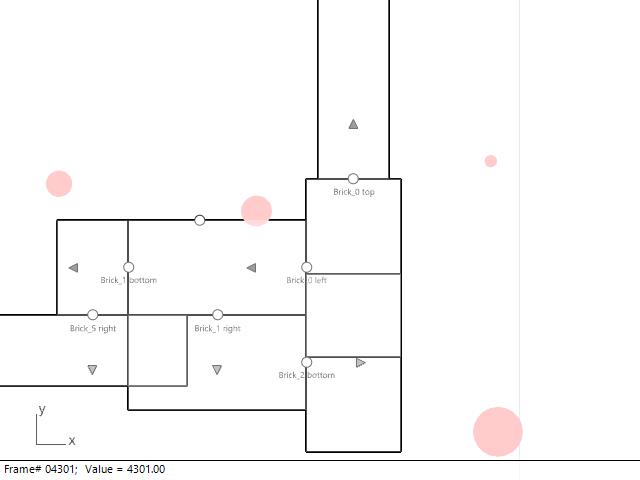 Brick_0 top
Brick_1 bottom
Brick_0 left
Brick_5 right
Brick_1 right
Brick_2 bottom
y
x
Frame# 04301; Value = 4301.00